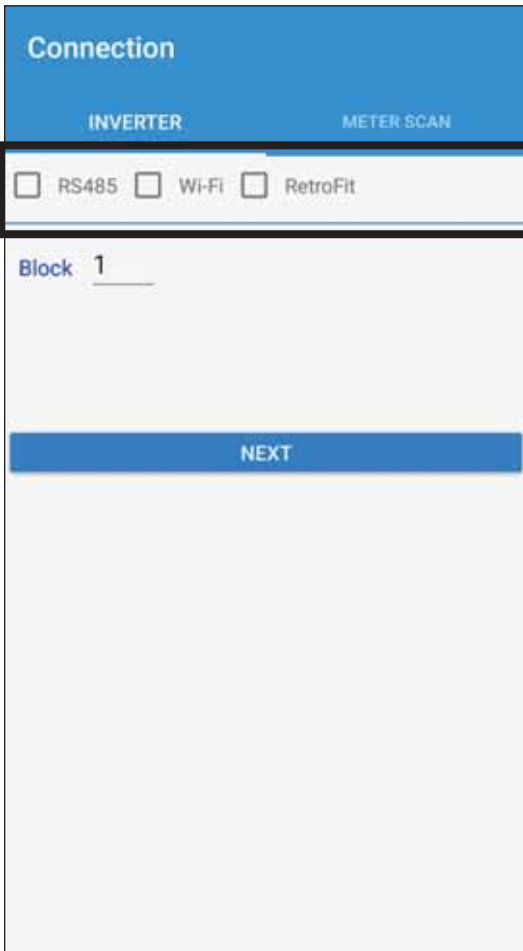 Connection
INVERTER METER SCAN
RS485 Wi-Fi RetroFit
Block 1
NEXT